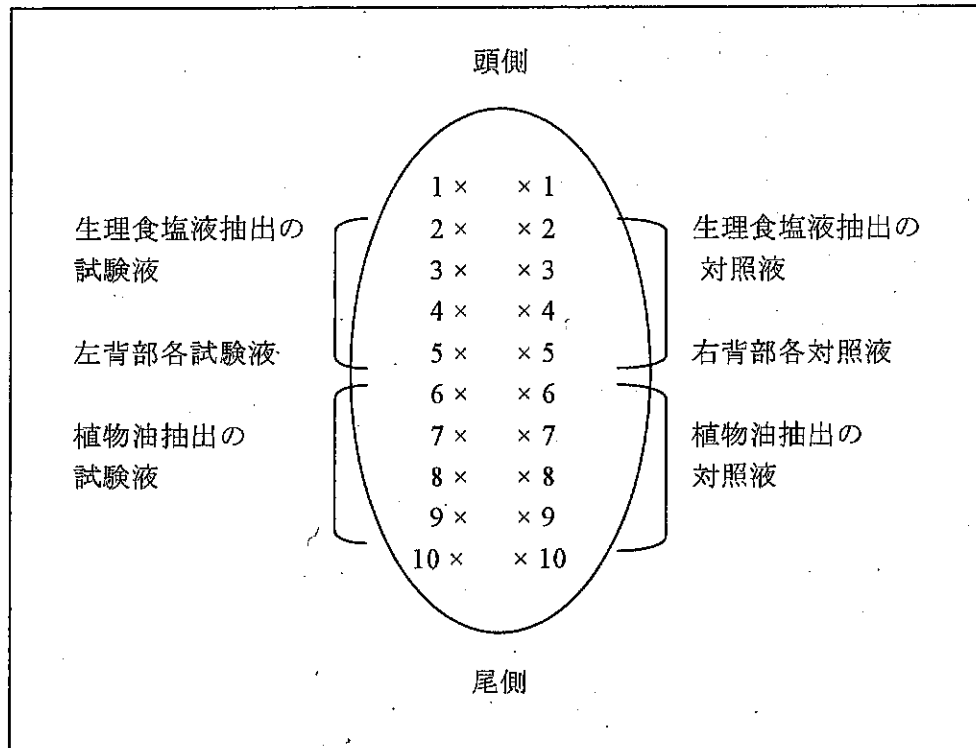 頭側
1 × × 1
生理食塩液抽出の 2 × × 2 生理食塩液抽出の
試験液 3 × × 3 対照液
4 × × 4
左背部各試験液 5 × × 5 右背部各対照液
6 × × 6
植物油抽出の 7 × × 7 植物油抽出の
試験液 8 × × 8 対照液
9 × × 9
10 × × 10
尾側